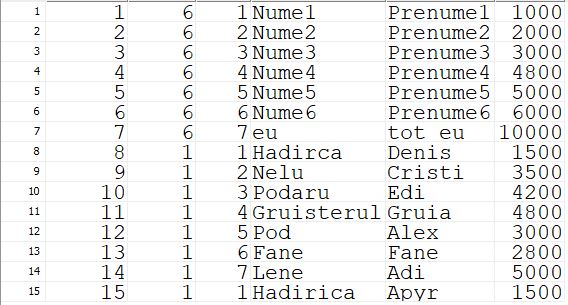 1 1 6 1 Nume1 Prenume1 1000
2 2 6 2 Nume2 Prenume2 2000
3 3 6 3 Nume3 Prenume3 3000
4 4 6 4 Nume4 Prenume4 4800
5 5 6 5 Nume5 Prenume5 5000
6 6 6 6 Nume6 Prenume6 6000
7 7 6 7 eu tot eu 10000
8 8 1 1 Hadirca Denis 1500
9 9 1 2 Nelu Cristi 3500
10 10 1 3 Podaru Edi 4200
11 11 1 4 Gruisterul Gruia 4800
12 12 1 5 Pod Alex 3000
13 13 1 6 Fane Fane 2800
14 14 1 7 Lene Adi 5000
15 15 1 1 Hadirica Apyr 1500